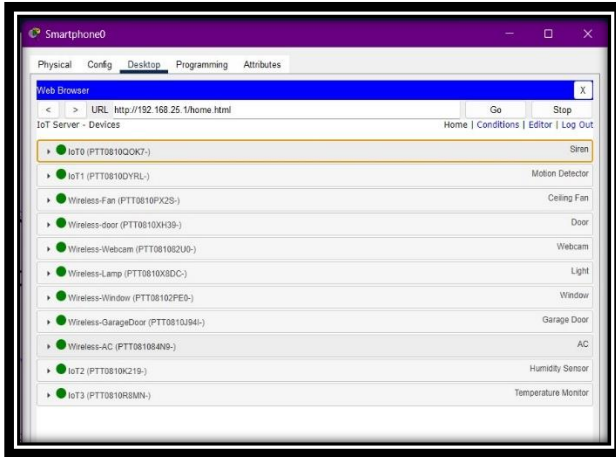 Smartphone0
Physical Config Desktop Programming Attributes
Web Browser X
< > URL http://192.168.25.1/home.html Go Stop
IoT Server - Devices Home | Conditions | Editor | Log Out
IoT0 (PTT0810QOK7-) Siren
IoT1 (PTT0810DYRL-) Motion Detector
Wireless-Fan (PTT0810PX2S-) Ceiling Fan
Wireless-door (PTT0810XH39-) Door
Wireless-Webcam (PTT081082U0-) Webcam
Wireless-Lamp (PTT0810X8DC-) Light
Wireless-Window (PTT08102PE0-) Window
Wireless-GarageDoor (PTT0810J94I-) Garage Door
Wireless-AC (PTT081084N9-) AC
IoT2 (PTT0810K219-) Humidity Sensor
IoT3 (PTT0810R8MN-) Temperature Monitor